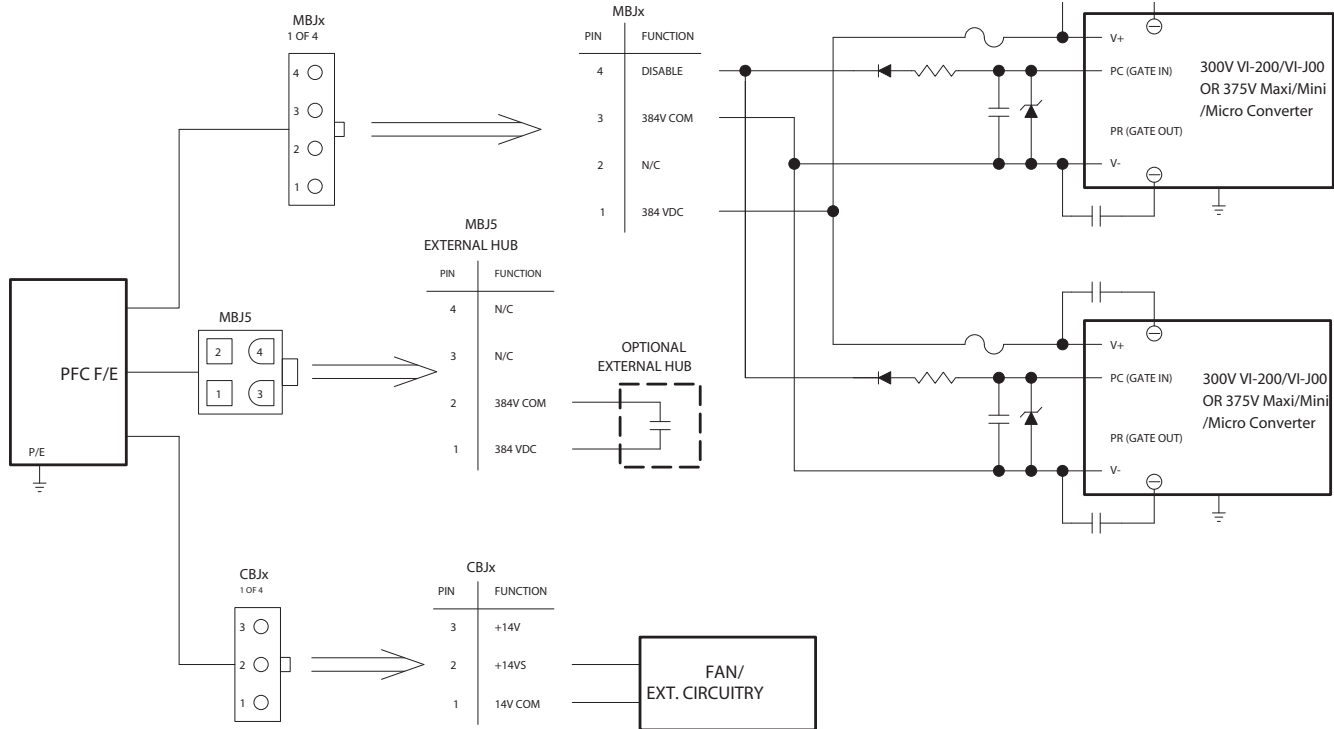 MBJx
1 OF 4
4
3
2
1
MBJx
PIN FUNCTION
4 DISABLE
3 384V COM
2 N/C
1 384 VDC
V+
PC (GATE IN)
PR (GATE OUT)
V-
300V VI-200/VI-J00
OR 375V Maxi/Mini
/Micro Converter
PFC F/E
P/E
MBJ5
2 4
1 3
MBJ5
EXTERNAL HUB
PIN FUNCTION
4 N/C
3 N/C
2 384V COM
1 384 VDC
OPTIONAL
EXTERNAL HUB
V+
PC (GATE IN)
PR (GATE OUT)
V-
300V VI-200/VI-J00
OR 375V Maxi/Mini
/Micro Converter
CBJx
1 OF 4
3
2
1
CBJx
PIN FUNCTION
3 +14V
2 +14VS
1 14V COM
FAN/
EXT. CIRCUITRY